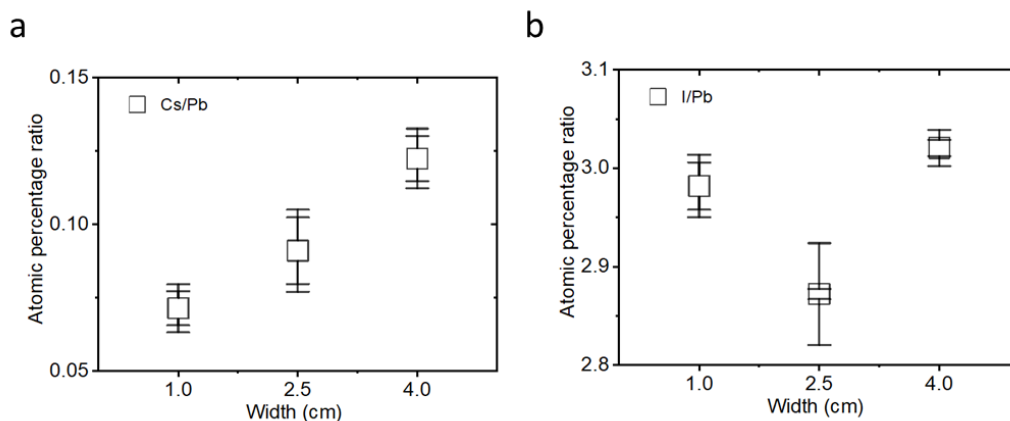 a
0.15
Cs/Pb
0.10
0.05
Atomic percentage ratio
1.0 2.5 4.0
Width (cm)
b
3.1
I/Pb
3.0
2.9
2.8
Atomic percentage ratio
1.0 2.5 4.0
Width (cm)